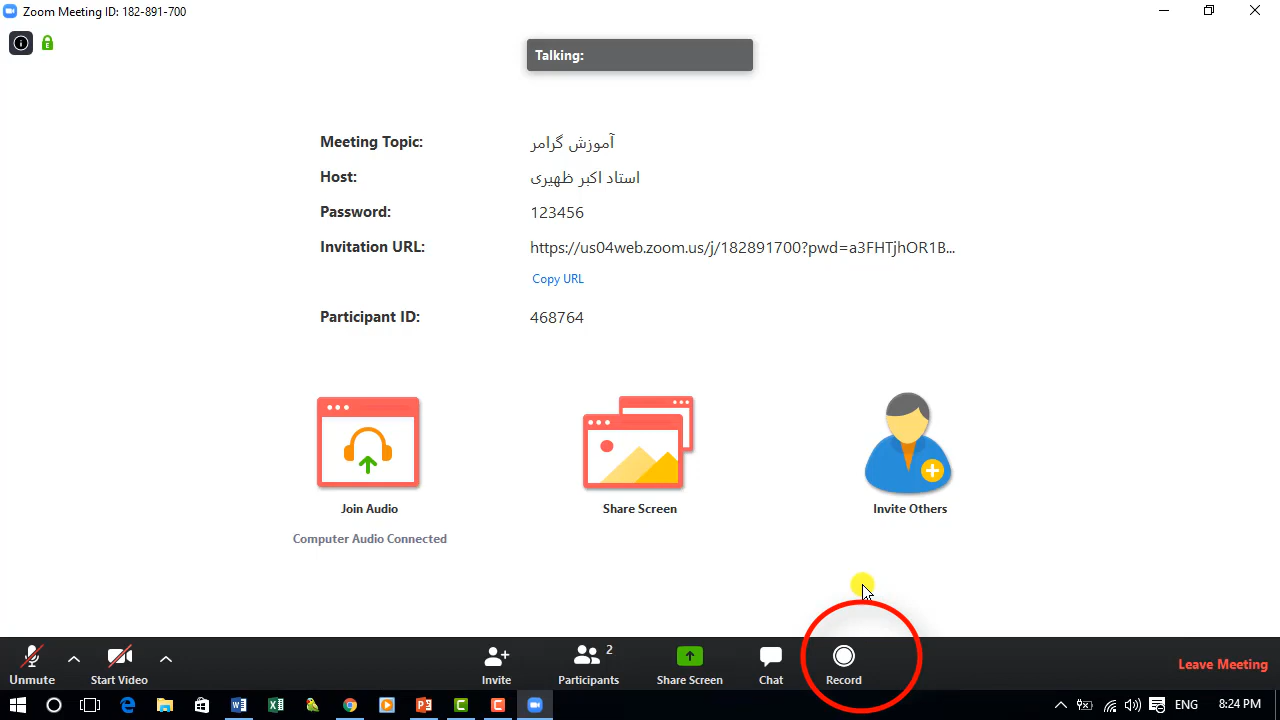 Zoom Meeting ID: 182-891-700
Talking:
Meeting Topic: آموزش گرامر
Host: استاد اکبر ظهیری
Password: 123456
Invitation URL: https://us04web.zoom.us/j/182891700?pwd=a3FHTjhOR1B...
Copy URL
Participant ID: 468764
Join Audio Share Screen Invite Others
Computer Audio Connected
Unmute Start Video Invite Participants 2 Share Screen Chat Record Leave Meeting
ENG 8:24 PM